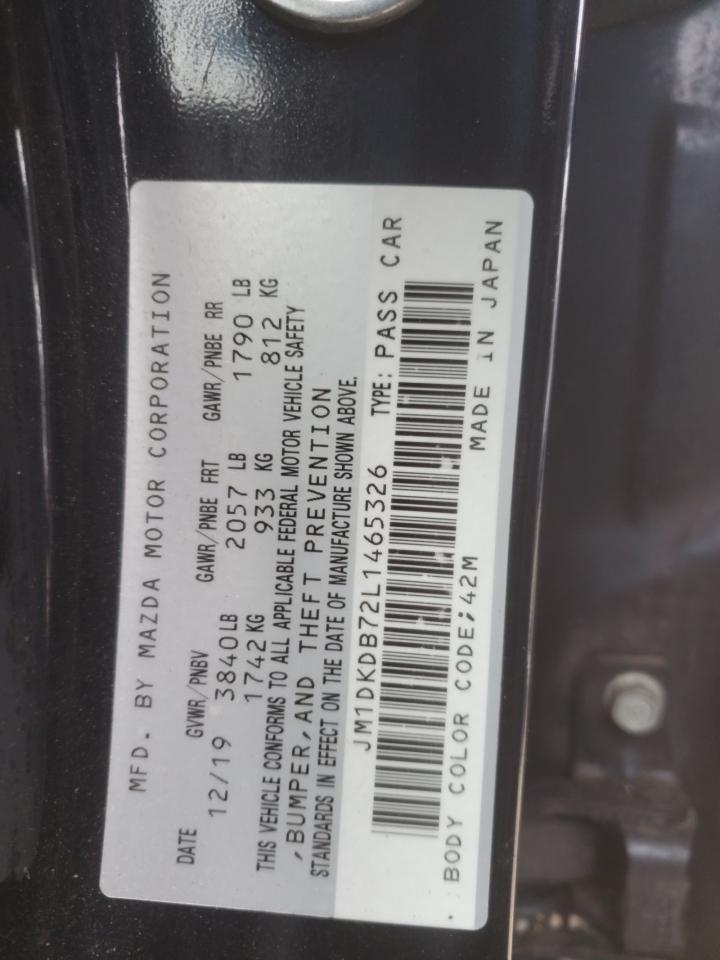 MFD. BY MAZDA MOTOR CORPORATION
DATE GVWR/PNBV GAWR/PNBE FRT GAWR/PNBE RR
12/19 3840LB 2057 LB 1790 LB
1742KG 933 KG 812 KG
THIS VEHICLE CONFORMS TO ALL APPLICABLE FEDERAL MOTOR VEHICLE SAFETY
,BUMPER,AND THEFT PREVENTION
STANDARDS IN EFFECT ON THE DATE OF MANUFACTURE SHOWN ABOVE.
JM1DKDB72L1465326 TYPE: PASS CAR
BODY COLOR CODE;42M MADE IN JAPAN